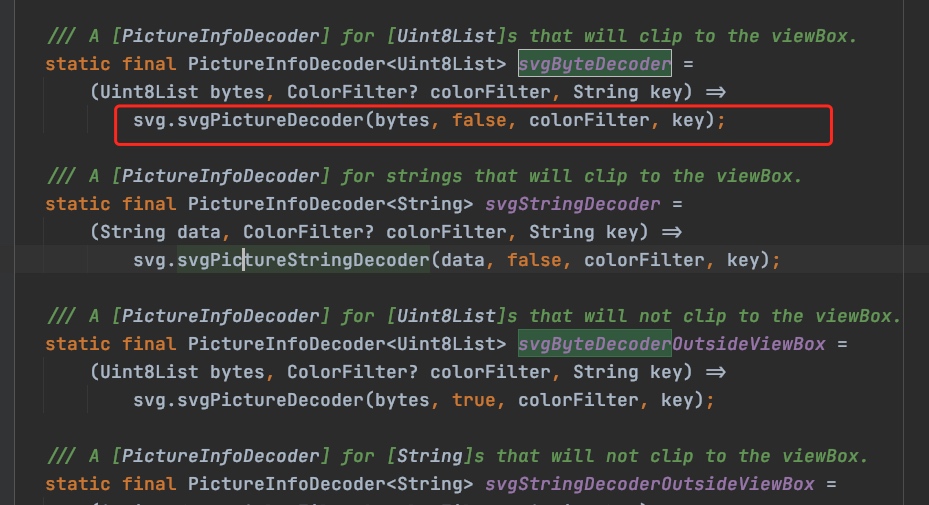 /// A [PictureInfoDecoder] for [Uint8List]s that will clip to the viewBox.
static final PictureInfoDecoder<Uint8List> svgByteDecoder =
(Uint8List bytes, ColorFilter? colorFilter, String key) =>
svg.svgPictureDecoder(bytes, false, colorFilter, key);
/// A [PictureInfoDecoder] for strings that will clip to the viewBox.
static final PictureInfoDecoder<String> svgStringDecoder =
(String data, ColorFilter? colorFilter, String key) =>
svg.svgPictureStringDecoder(data, false, colorFilter, key);
/// A [PictureInfoDecoder] for [Uint8List]s that will not clip to the viewBox.
static final PictureInfoDecoder<Uint8List> svgByteDecoderOutsideViewBox =
(Uint8List bytes, ColorFilter? colorFilter, String key) =>
svg.svgPictureDecoder(bytes, true, colorFilter, key);
/// A [PictureInfoDecoder] for [String]s that will not clip to the viewBox.
static final PictureInfoDecoder<String> svgStringDecoderOutsideViewBox =